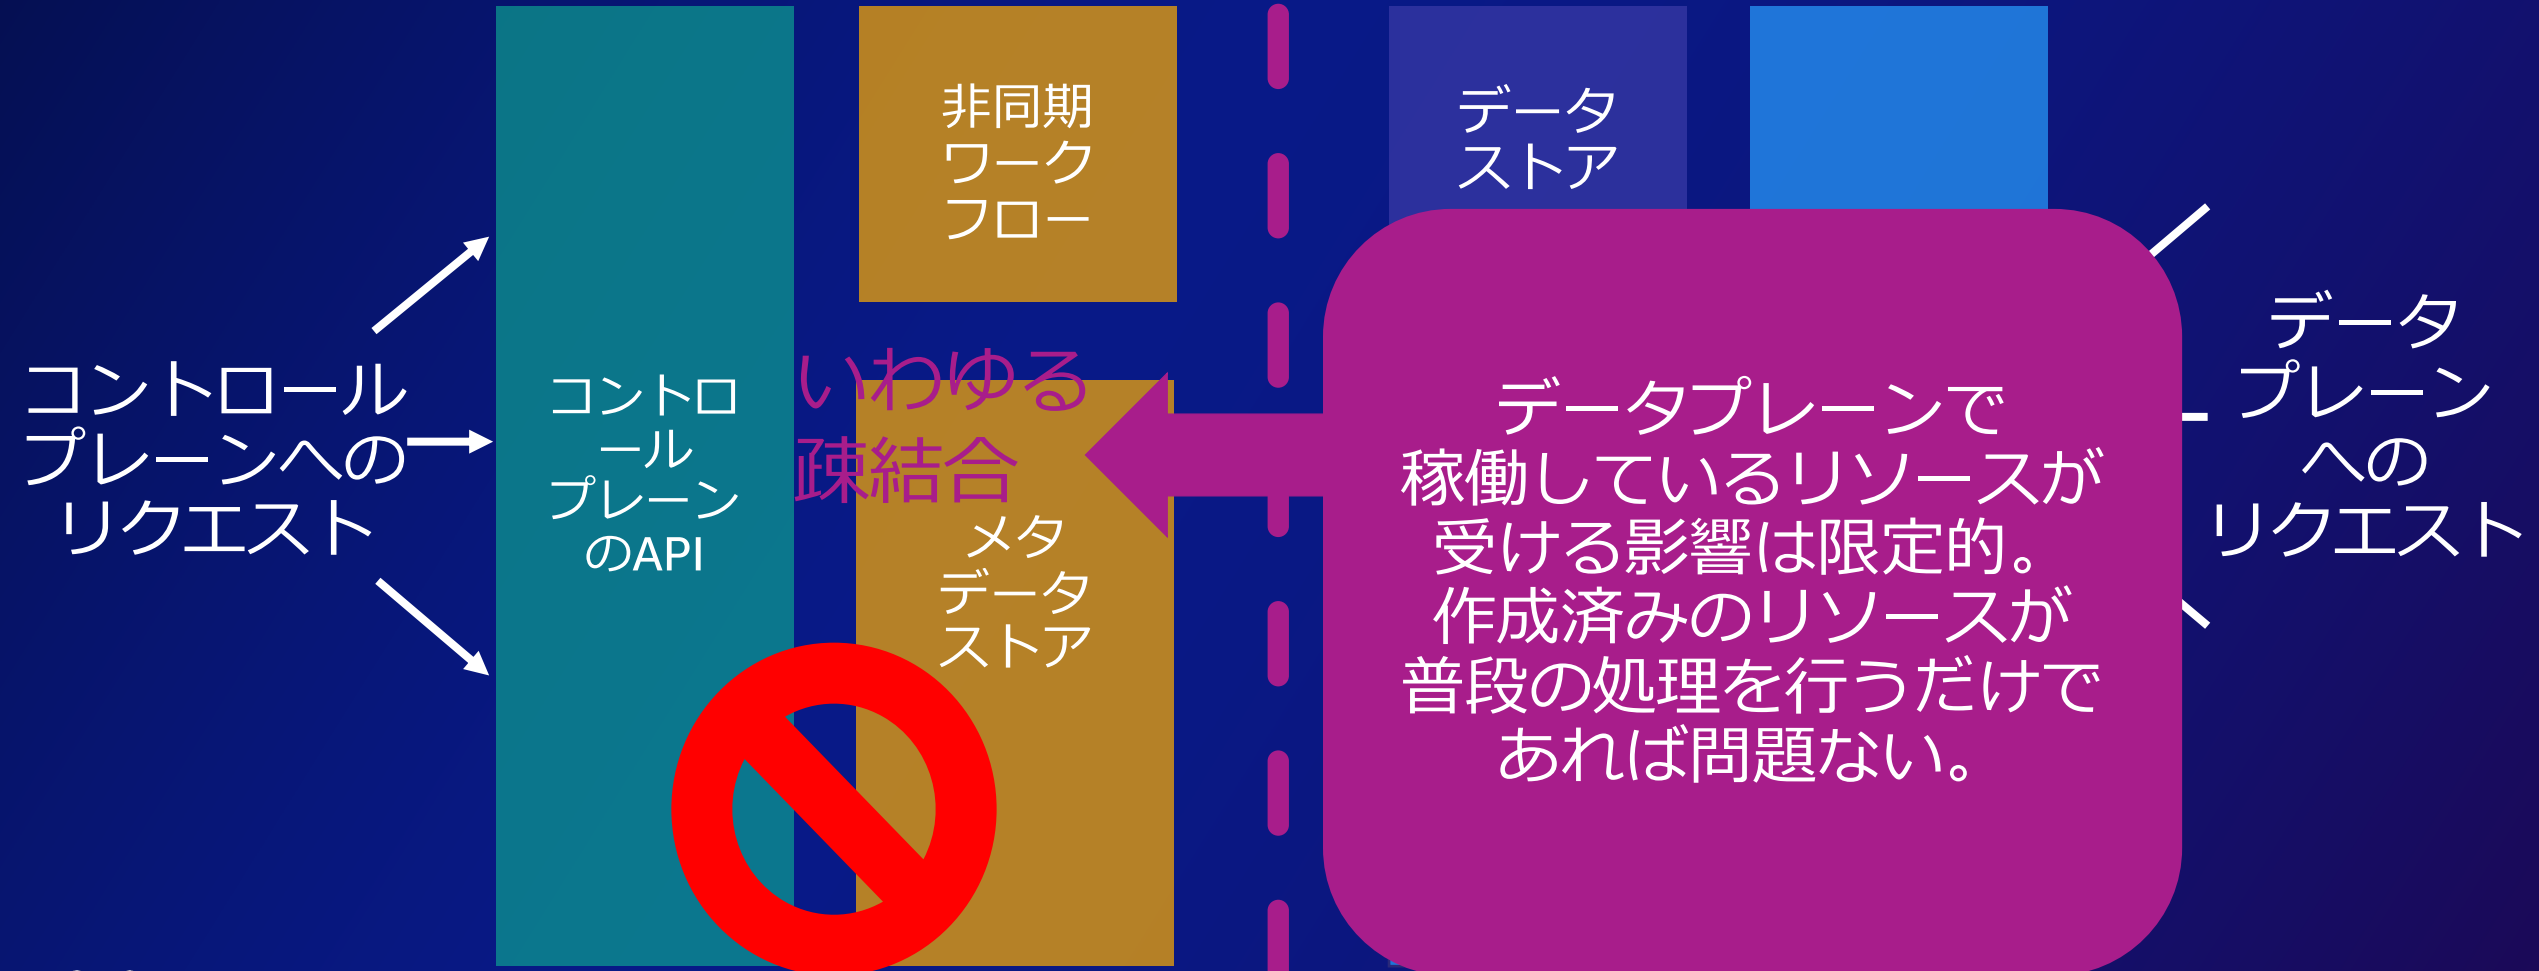 コントロール
プレーンへの
リクエスト
コントロ
ール
プレーン
のAPI
非同期
ワーク
フロー
いわゆる
疎結合
メタ
データ
ストア
データ
ストア
データプレーンで
稼働しているリソースが
受ける影響は限定的。
作成済みのリソースが
普段の処理を行うだけで
あれば問題ない。
データ
プレーン
への
リクエスト